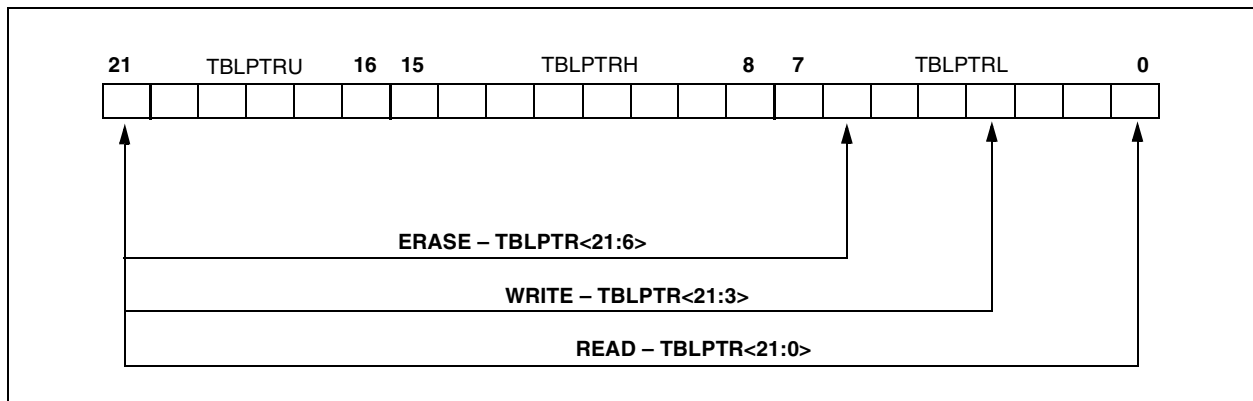 21 TBLPTRU 16 15 TBLPTRH 8 7 TBLPTRL 0
ERASE – TBLPTR<21:6>
WRITE – TBLPTR<21:3>
READ – TBLPTR<21:0>